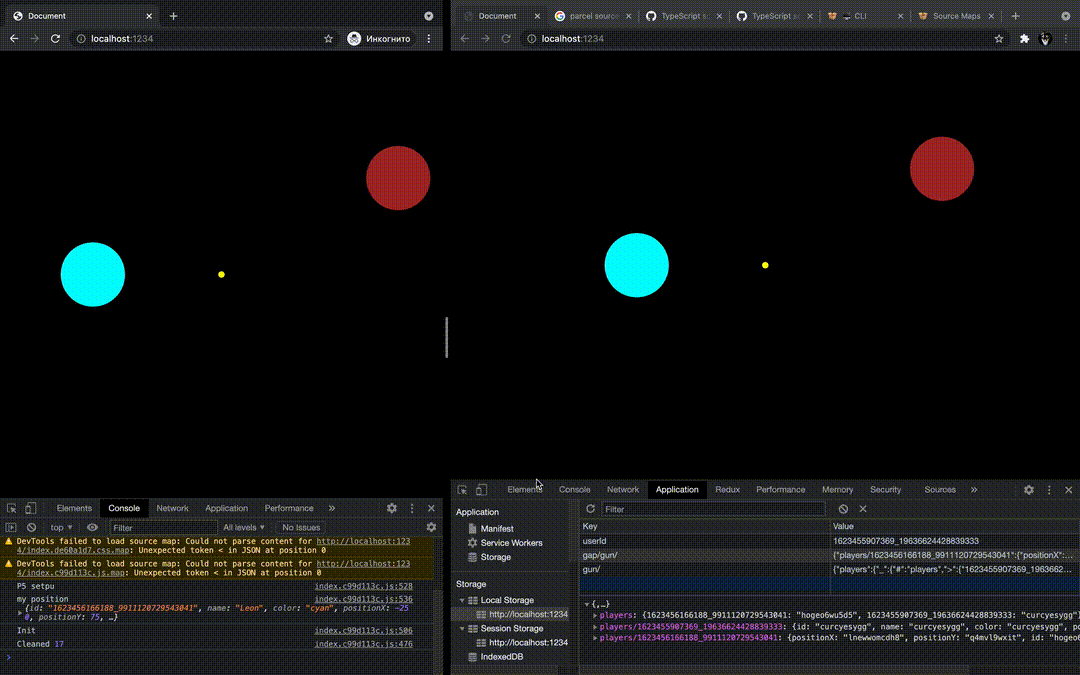 Document
localhost:1234
Инкогнито
Document
parcel source
TypeScript s
TypeScript s
CLI
Source Maps
localhost:1234
Elements
Console
Network
Application
Performance
top
Filter
All levels
No Issues
DevTools failed to load source map: Could not parse content for http://localhost:123
4/index.de60a1d7.css.map: Unexpected token < in JSON at position 0
DevTools failed to load source map: Could not parse content for http://localhost:123
4/index.c99d113c.js.map: Unexpected token < in JSON at position 0
P5 setpu index.c99d113c.js:528
my position index.c99d113c.js:536
{id: "1623456166188_9911120729543041", name: "Leon", color: "cyan", positionX: -25
0, positionY: 75, …}
Init index.c99d113c.js:506
Cleaned 17 index.c99d113c.js:476
Elements
Console
Network
Application
Redux
Performance
Memory
Security
Sources
Application
Manifest
Service Workers
Storage
Storage
Local Storage
http://localhost:1234
Session Storage
http://localhost:1234
IndexedDB
Filter
Key Value
userId 1623455907369_19636624428839333
gap/gun/ {"players/1623456166188_9911120729543041":{"positionX":…
gun/ {"players":{"_":{"#":"players",">":{"1623455907369_1963662…
{,…}
players: {1623456166188_9911120729543041: "hogeo6wu5d5", 1623455907369_19636624428839333: "curcyesygg"
players/1623455907369_19636624428839333: {id: "curcyesygg", name: "curcyesygg", color: "curcyesygg", po
players/1623456166188_9911120729543041: {positionX: "lnewwomcdh8", positionY: "q4mvl9wxit", id: "hogeo6